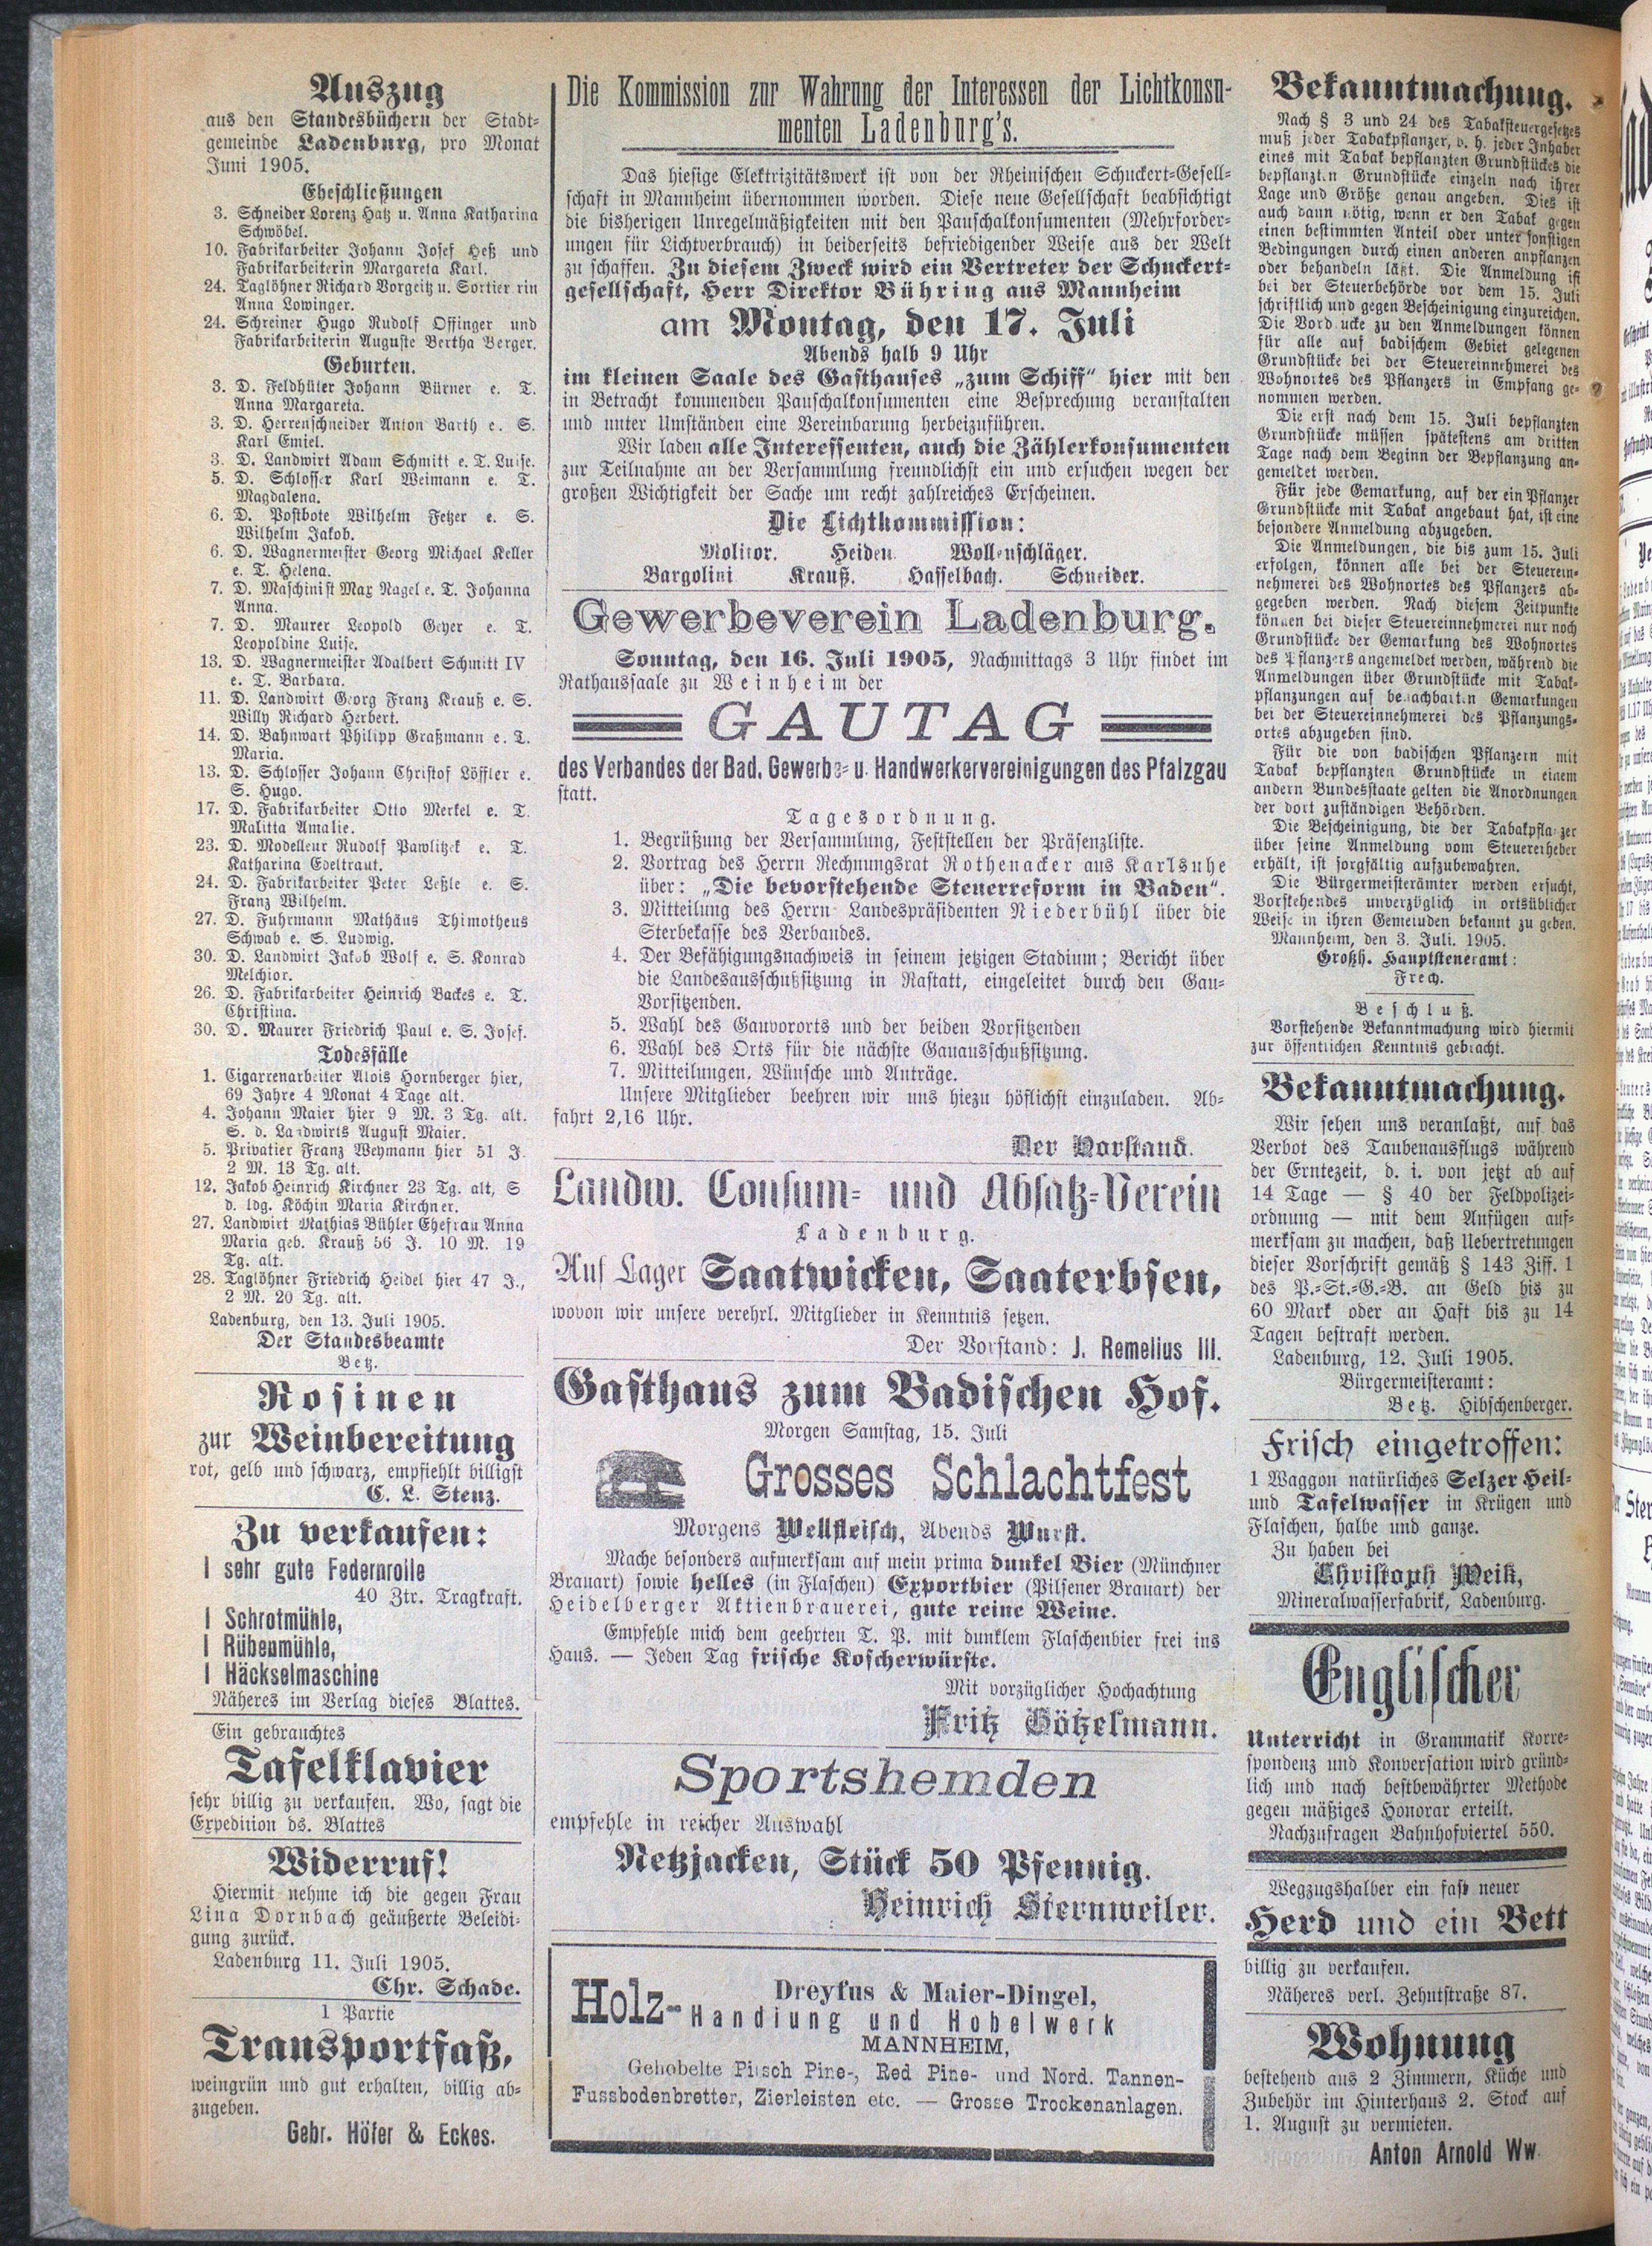 Auszug
aus den Standesbüchern der Stadt-
gemeinde Ladenburg, pro Monat
Juni 1905.
Eheschließungen
3. Schneider Lorenz Hatz u. Anna Katharina
Schwöbel.
10. Fabrikarbeiter Johann Josef Heß und
Fabrikarbeiterin Margareta Karl.
24. Taglöhner Richard Vorgeitz u. Sortier rin
Anna Lowinger.
24. Schreiner Hugo Rudolf Offinger und
Fabrikarbeiterin Auguste Bertha Berger.
Geburten.
3. D. Feldhüter Johann Bürner e. T.
Anna Margareta.
3. D. Herrenschneider Anton Barth e. S.
Karl Emiel.
3. D. Landwirt Adam Schmitt e. T. Luise.
5. D. Schlosser Karl Weimann e. T.
Magdalena.
6. D. Postbote Wilhelm Fetzer e. S.
Wilhelm Jakob.
6. D. Wagnermeister Georg Michael Keller
e. T. Helena.
7. D. Maschinist Max Nagel e. T. Johanna
Anna.
7. D. Maurer Leopold Geyer e. T.
Leopoldine Luise.
13. D. Wagnermeister Adalbert Schmitt IV
e. T. Barbara.
11. D. Landwirt Georg Franz Krauß e. S.
Willy Richard Herbert.
14. D. Bahnwart Philipp Graßmann e. T.
Maria.
13. D. Schlosser Johann Christof Löffler e.
S. Hugo.
17. D. Fabrikarbeiter Otto Merkel e. T.
Malitta Amalie.
23. D. Modelleur Rudolf Pawlitzek e. T.
Katharina Edeltraut.
24. D. Fabrikarbeiter Peter Leßle e. S.
Franz Wilhelm.
27. D. Fuhrmann Mathäus Thimotheus
Schwab e. S. Ludwig.
30. D. Landwirt Jakob Wolf e. S. Konrad
Melchior.
26. D. Fabrikarbeiter Heinrich Backes e. T.
Christina.
30. D. Maurer Friedrich Paul e. S. Josef.
Todesfälle
1. Cigarrenarbeiter Alois Hornberger hier,
69 Jahre 4 Monat 4 Tage alt.
4. Johann Maier hier 9 M. 3 Tg. alt.
S. d. Landwirts August Maier.
5. Privatier Franz Weymann hier 51 J.
2 M. 13 Tg. alt.
12. Jakob Heinrich Kirchner 23 Tg. alt, S
d. ldg. Köchin Maria Kirchner.
27. Landwirt Mathias Bühler Ehefrau Anna
Maria geb. Krauß 56 J. 10 M. 19
Tg. alt.
28. Taglöhner Friedrich Heidel hier 47 J.,
2 M. 20 Tg. alt.
Ladenburg, den 13. Juli 1905.
Der Standesbeamte
Betz.
Rosinen
zur Weinbereitung
rot, gelb und schwarz, empfiehlt billigst
C. L. Stenz.
Zu verkaufen:
1 sehr gute Federnrolle
40 Ztr. Tragkraft.
1 Schrotmühle,
1 Rübenmühle,
1 Häckselmaschine
Näheres im Verlag dieses Blattes.
Ein gebrauchtes
Tafelklavier
sehr billig zu verkaufen. Wo, sagt die
Expedition ds. Blattes
Widerruf!
Hiermit nehme ich die gegen Frau
Lina Dornbach geäußerte Beleidi-
gung zurück.
Ladenburg 11. Juli 1905.
Chr. Schade.
1 Partie
Transportfaß,
weingrün und gut erhalten, billig ab-
zugeben.
Gebr. Höfer & Eckes.
Die Kommission zur Wahrung der Interessen der Lichtkonsu-
menten Ladenburg's.
Das hiesige Elektrizitätswerk ist von der Rheinischen Schuckert-Gesell-
schaft in Mannheim übernommen worden. Diese neue Gesellschaft beabsichtigt
die bisherigen Unregelmäßigkeiten mit den Pauschalkonsumenten (Mehrforder-
ungen für Lichtverbrauch) in beiderseits befriedigender Weise aus der Welt
zu schaffen. Zu diesem Zweck wird ein Vertreter der Schuckert-
gesellschaft, Herr Direktor Bühring aus Mannheim
am Montag, den 17. Juli
Abends halb 9 Uhr
im kleinen Saale des Gasthauses „zum Schiff“ hier mit den
in Betracht kommenden Pauschalkonsumenten eine Besprechung veranstalten
und unter Umständen eine Vereinbarung herbeizuführen.
Wir laden alle Interessenten, auch die Zählerkonsumenten
zur Teilnahme an der Versammlung freundlichst ein und ersuchen wegen der
großen Wichtigkeit der Sache um recht zahlreiches Erscheinen.
Die Lichtkommission:
Molitor. Heiden. Wollenschläger.
Bargolini Krauß. Hasselbach. Schneider.
Gewerbeverein Ladenburg.
Sonntag, den 16. Juli 1905, Nachmittags 3 Uhr findet im
Rathaussaale zu Weinheim der
GAUTAG
des Verbandes der Bad. Gewerbe- u. Handwerkervereinigungen des Pfalzgau
statt.
Tagesordnung.
1. Begrüßung der Versammlung, Feststellen der Präsenzliste.
2. Vortrag des Herrn Rechnungsrat Rothenacker aus Karlsuhe
über: „Die bevorstehende Steuerreform in Baden“.
3. Mitteilung des Herrn Landespräsidenten Niederbühl über die
Sterbekasse des Verbandes.
4. Der Befähigungsnachweis in seinem jetzigen Stadium; Bericht über
die Landesausschußsitzung in Rastatt, eingeleitet durch den Gau-
Vorsitzenden.
5. Wahl des Gauvororts und der beiden Vorsitzenden
6. Wahl des Orts für die nächste Gauausschußsitzung.
7. Mitteilungen, Wünsche und Anträge.
Unsere Mitglieder beehren wir uns hiezu höflichst einzuladen. Ab-
fahrt 2,16 Uhr.
Der Vorstand.
Landw. Consum- und Absatz-Verein
Ladenburg.
Auf Lager Saatwicken, Saaterbsen,
wovon wir unsere verehrl. Mitglieder in Kenntnis setzen.
Der Vorstand: J. Remelius III.
Gasthaus zum Badischen Hof.
Morgen Samstag, 15. Juli
Grosses Schlachtfest
Morgens Wellfleisch, Abends Wurst.
Mache besonders aufmerksam auf mein prima dunkel Bier (Münchner
Brauart) sowie helles (in Flaschen) Exportbier (Pilsener Brauart) der
Heidelberger Aktienbrauerei, gute reine Weine.
Empfehle mich dem geehrten T. P. mit dunklem Flaschenbier frei ins
Haus. — Jeden Tag frische Koscherwürste.
Mit vorzüglicher Hochachtung
Fritz Götzelmann.
Sportshemden
empfehle in reicher Auswahl
Netzjacken, Stück 50 Pfennig.
Heinrich Sternweiler.
Dreyfus & Maier-Dingel,
Holz-Handlung und Hobelwerk
MANNHEIM,
Gehobelte Pitsch Pine-, Red Pine- und Nord. Tannen-
Fussbodenbretter, Zierleisten etc. — Grosse Trockenanlagen.
Bekanntmachung.
Nach § 3 und 24 des Tabaksteuergesetzes
muß jeder Tabakpflanzer, d. h. jeder Inhaber
eines mit Tabak bepflanzten Grundstückes die
bepflanzten Grundstücke einzeln nach ihrer
Lage und Größe genau angeben. Dies ist
auch dann nötig, wenn er den Tabak gegen
einen bestimmten Anteil oder unter sonstigen
Bedingungen durch einen anderen anpflanzen
oder behandeln läßt. Die Anmeldung ist
bei der Steuerbehörde vor dem 15. Juli
schriftlich und gegen Bescheinigung einzureichen.
Die Vordrucke zu den Anmeldungen können
für alle auf badischem Gebiet gelegenen
Grundstücke bei der Steuereinnehmerei des
Wohnortes des Pflanzers in Empfang ge-
nommen werden.
Die erst nach dem 15. Juli bepflanzten
Grundstücke müssen spätestens am dritten
Tage nach dem Beginn der Bepflanzung an-
gemeldet werden.
Für jede Gemarkung, auf der ein Pflanzer
Grundstücke mit Tabak angebaut hat, ist eine
besondere Anmeldung abzugeben.
Die Anmeldungen, die bis zum 15. Juli
erfolgen, können alle bei der Steuerein-
nehmerei des Wohnortes des Pflanzers ab-
gegeben werden. Nach diesem Zeitpunkte
können bei dieser Steuereinnehmerei nur noch
Grundstücke der Gemarkung des Wohnortes
des Pflanzers angemeldet werden, während die
Anmeldungen über Grundstücke mit Tabak-
pflanzungen auf benachbarten Gemarkungen
bei der Steuereinnehmerei des Pflanzungs-
ortes abzugeben sind.
Für die von badischen Pflanzern mit
Tabak bepflanzten Grundstücke in einem
andern Bundesstaate gelten die Anordnungen
der dort zuständigen Behörden.
Die Bescheinigung, die der Tabakpflanzer
über seine Anmeldung vom Steuererheber
erhält, ist sorgfältig aufzubewahren.
Die Bürgermeisterämter werden ersucht,
Vorstehendes unverzüglich in ortsüblicher
Weise in ihren Gemeinden bekannt zu geben.
Mannheim, den 3. Juli. 1905.
Großh. Hauptsteueramt:
Frech.
Beschluß.
Vorstehende Bekanntmachung wird hiermit
zur öffentlichen Kenntnis gebracht.
Bekanntmachung.
Wir sehen uns veranlaßt, auf das
Verbot des Taubenausflugs während
der Erntezeit, d. i. von jetzt ab auf
14 Tage — § 40 der Feldpolizei-
ordnung — mit dem Anfügen auf-
merksam zu machen, daß Uebertretungen
dieser Vorschrift gemäß § 143 Ziff. 1
des P.-St.-G.-B. an Geld bis zu
60 Mark oder an Haft bis zu 14
Tagen bestraft werden.
Ladenburg, 12. Juli 1905.
Bürgermeisteramt:
Betz. Hibschenberger.
Frisch eingetroffen:
1 Waggon natürliches Selzer Heil-
und Tafelwasser in Krügen und
Flaschen, halbe und ganze.
Zu haben bei
Christoph Weik,
Mineralwasserfabrik, Ladenburg.
Englischer
Unterricht in Grammatik Korre-
spondenz und Konversation wird gründ-
lich und nach bestbewährter Methode
gegen mäßiges Honorar erteilt.
Nachzufragen Bahnhofviertel 550.
Wegzugshalber ein fast neuer
Herd und ein Bett
billig zu verkaufen.
Näheres verl. Zehntstraße 87.
Wohnung
bestehend aus 2 Zimmern, Küche und
Zubehör im Hinterhaus 2. Stock auf
1. August zu vermieten.
Anton Arnold Ww.